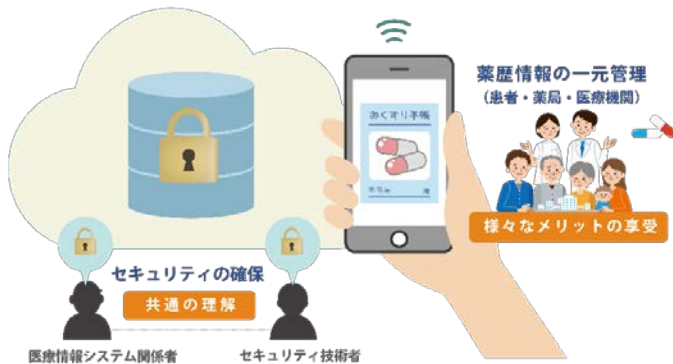 薬歴情報の一元管理
（患者・薬局・医療機関）
おくすり手帳
様
様々なメリットの享受
セキュリティの確保
共通の理解
医療情報システム関係者
セキュリティ技術者